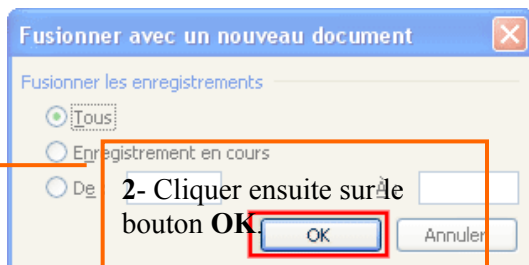 Fusionner avec un nouveau document
Fusionner les enregistrements
Tous
Enregistrement en cours
De À
2- Cliquer ensuite sur le
bouton OK.
OK Annuler